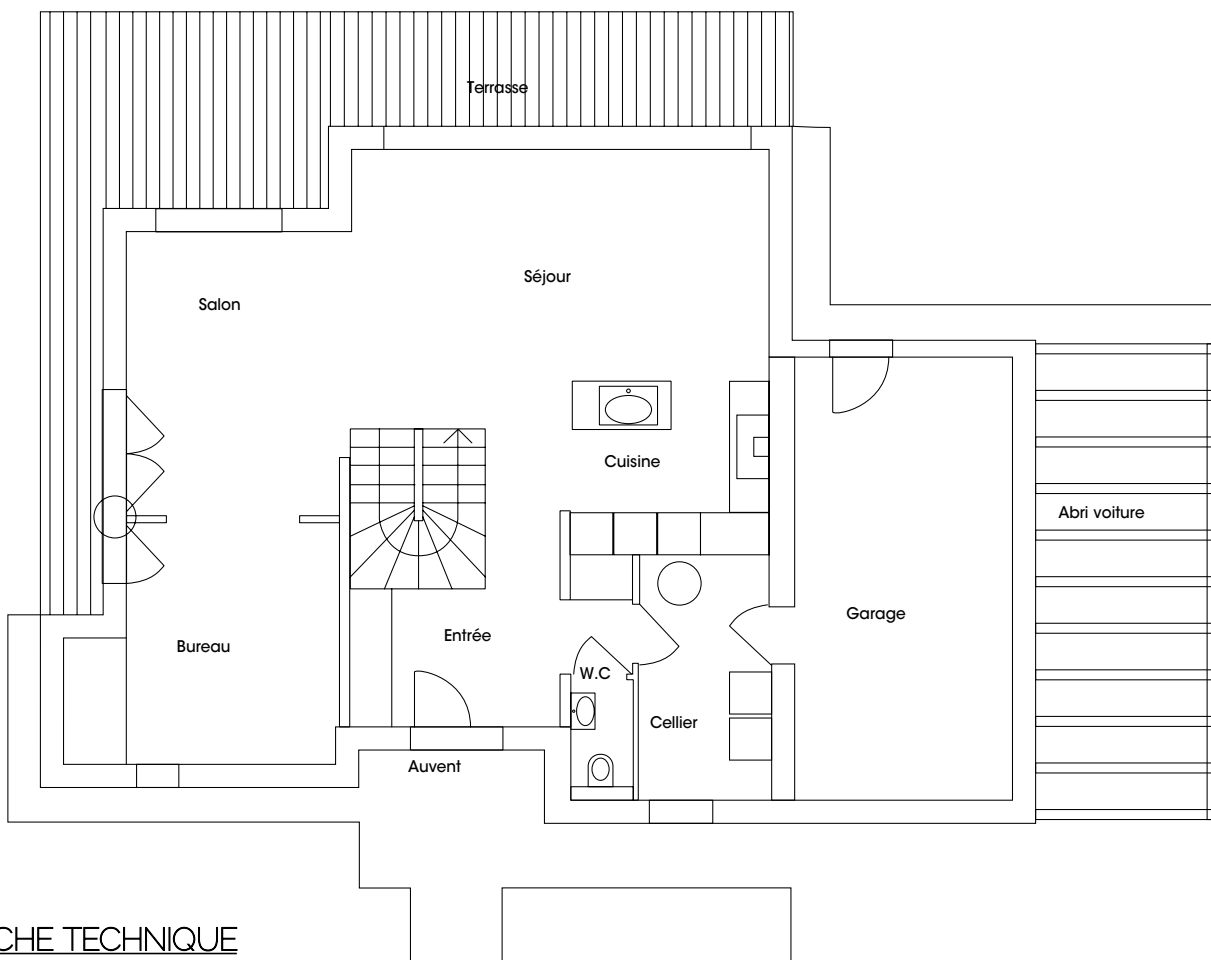 Terrasse
Séjour
Salon
Cuisine
Abri voiture
Garage
Entrée
Bureau
W.C
Cellier
Auvent
CHE TECHNIQUE